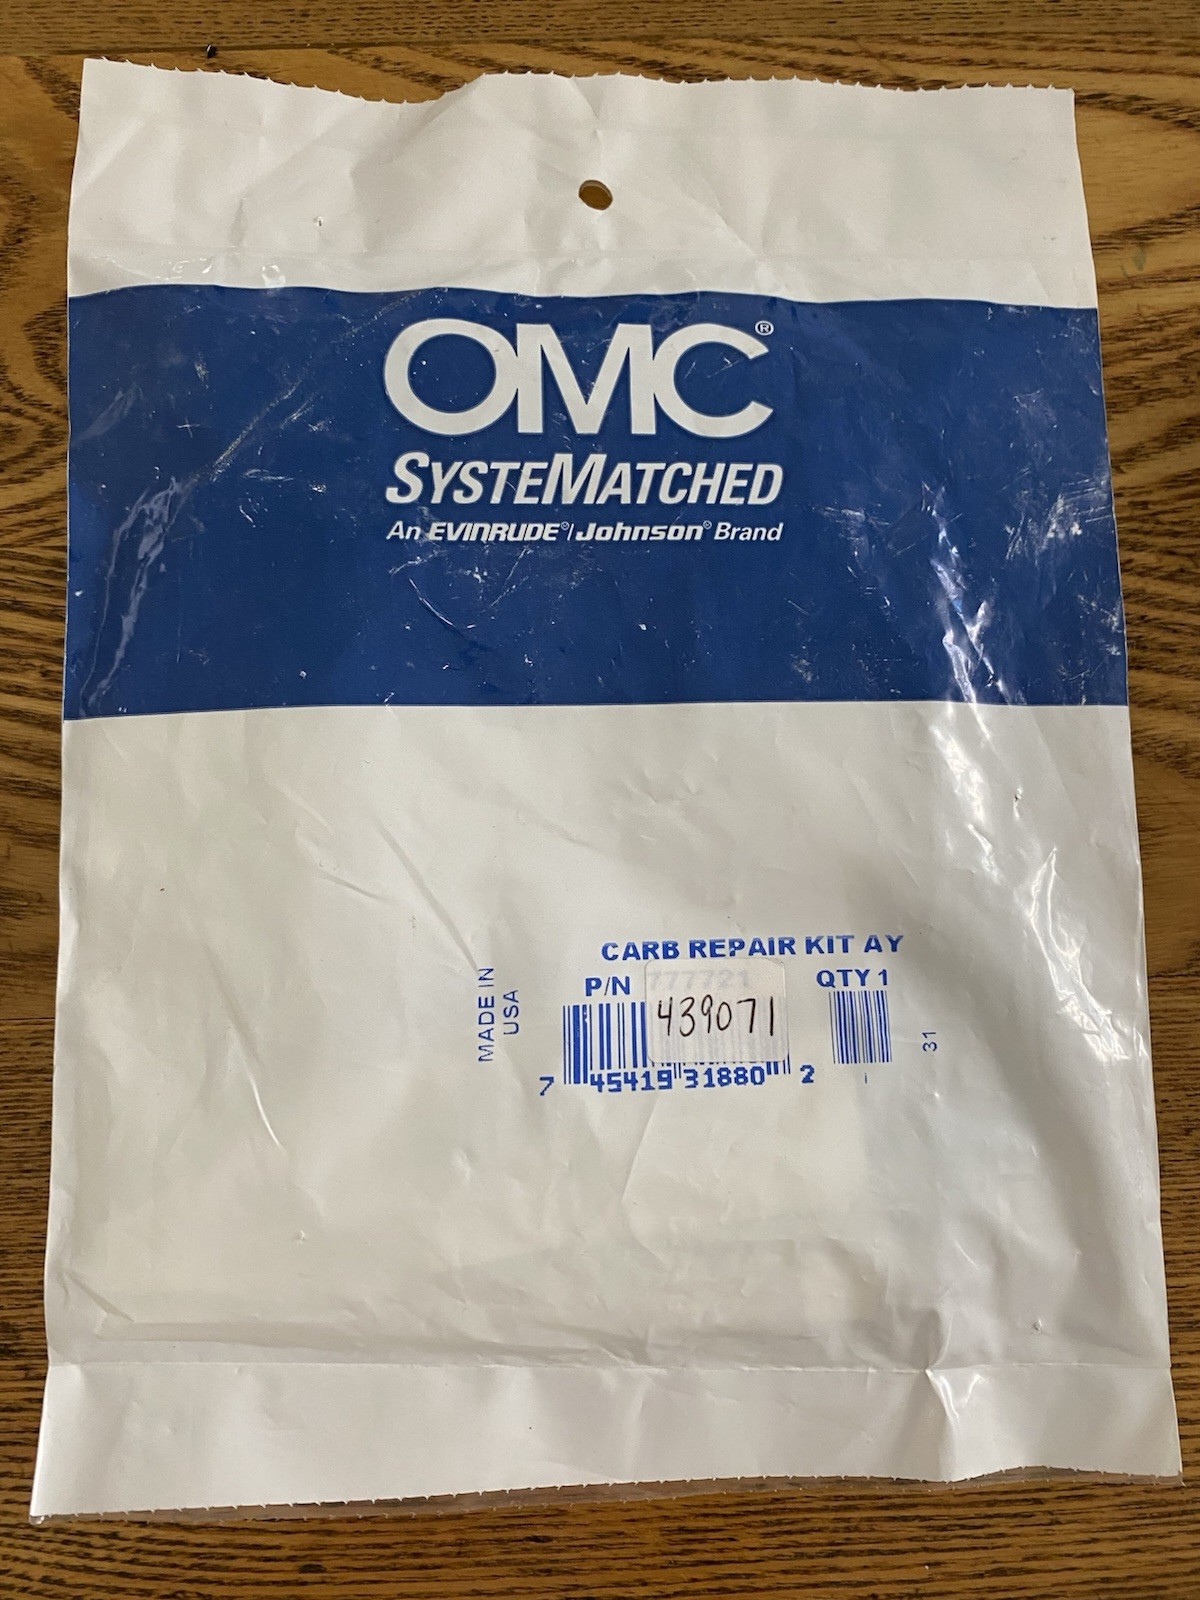 OMC®
SYSTEMATCHED
An EVINRUDE®/Johnson® Brand
CARB REPAIR KIT AY
P/N 777721 QTY 1
439071
MADE IN
USA
7 45419 31880 2
31